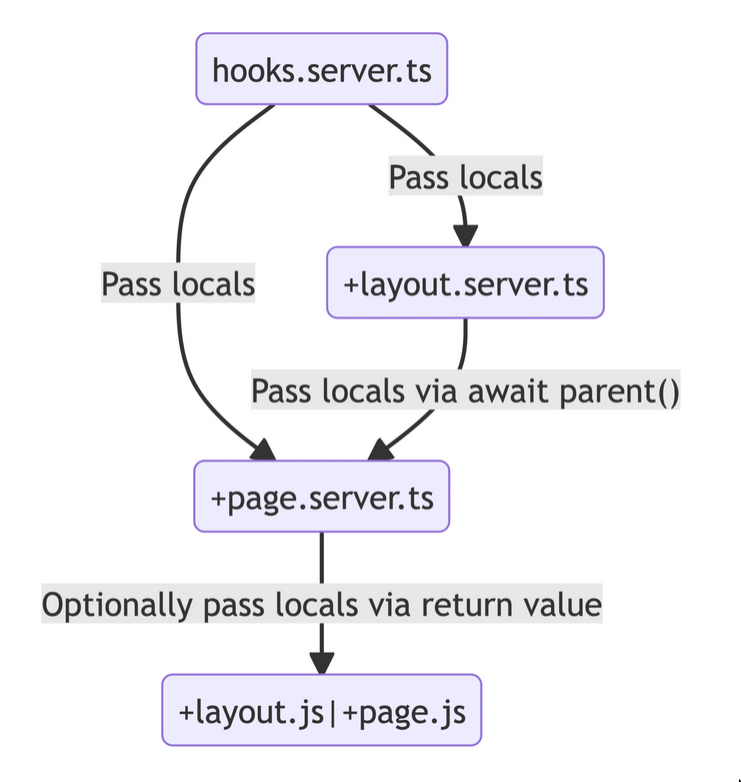 hooks.server.ts
Pass locals
+layout.server.ts
Pass locals
Pass locals via await parent()
+page.server.ts
Optionally pass locals via return value
+layout.js|+page.js